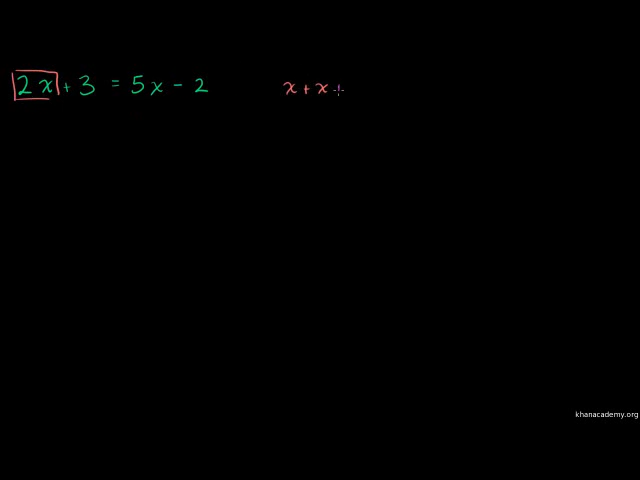 2x + 3 = 5x - 2 x + x +
khanacademy.org